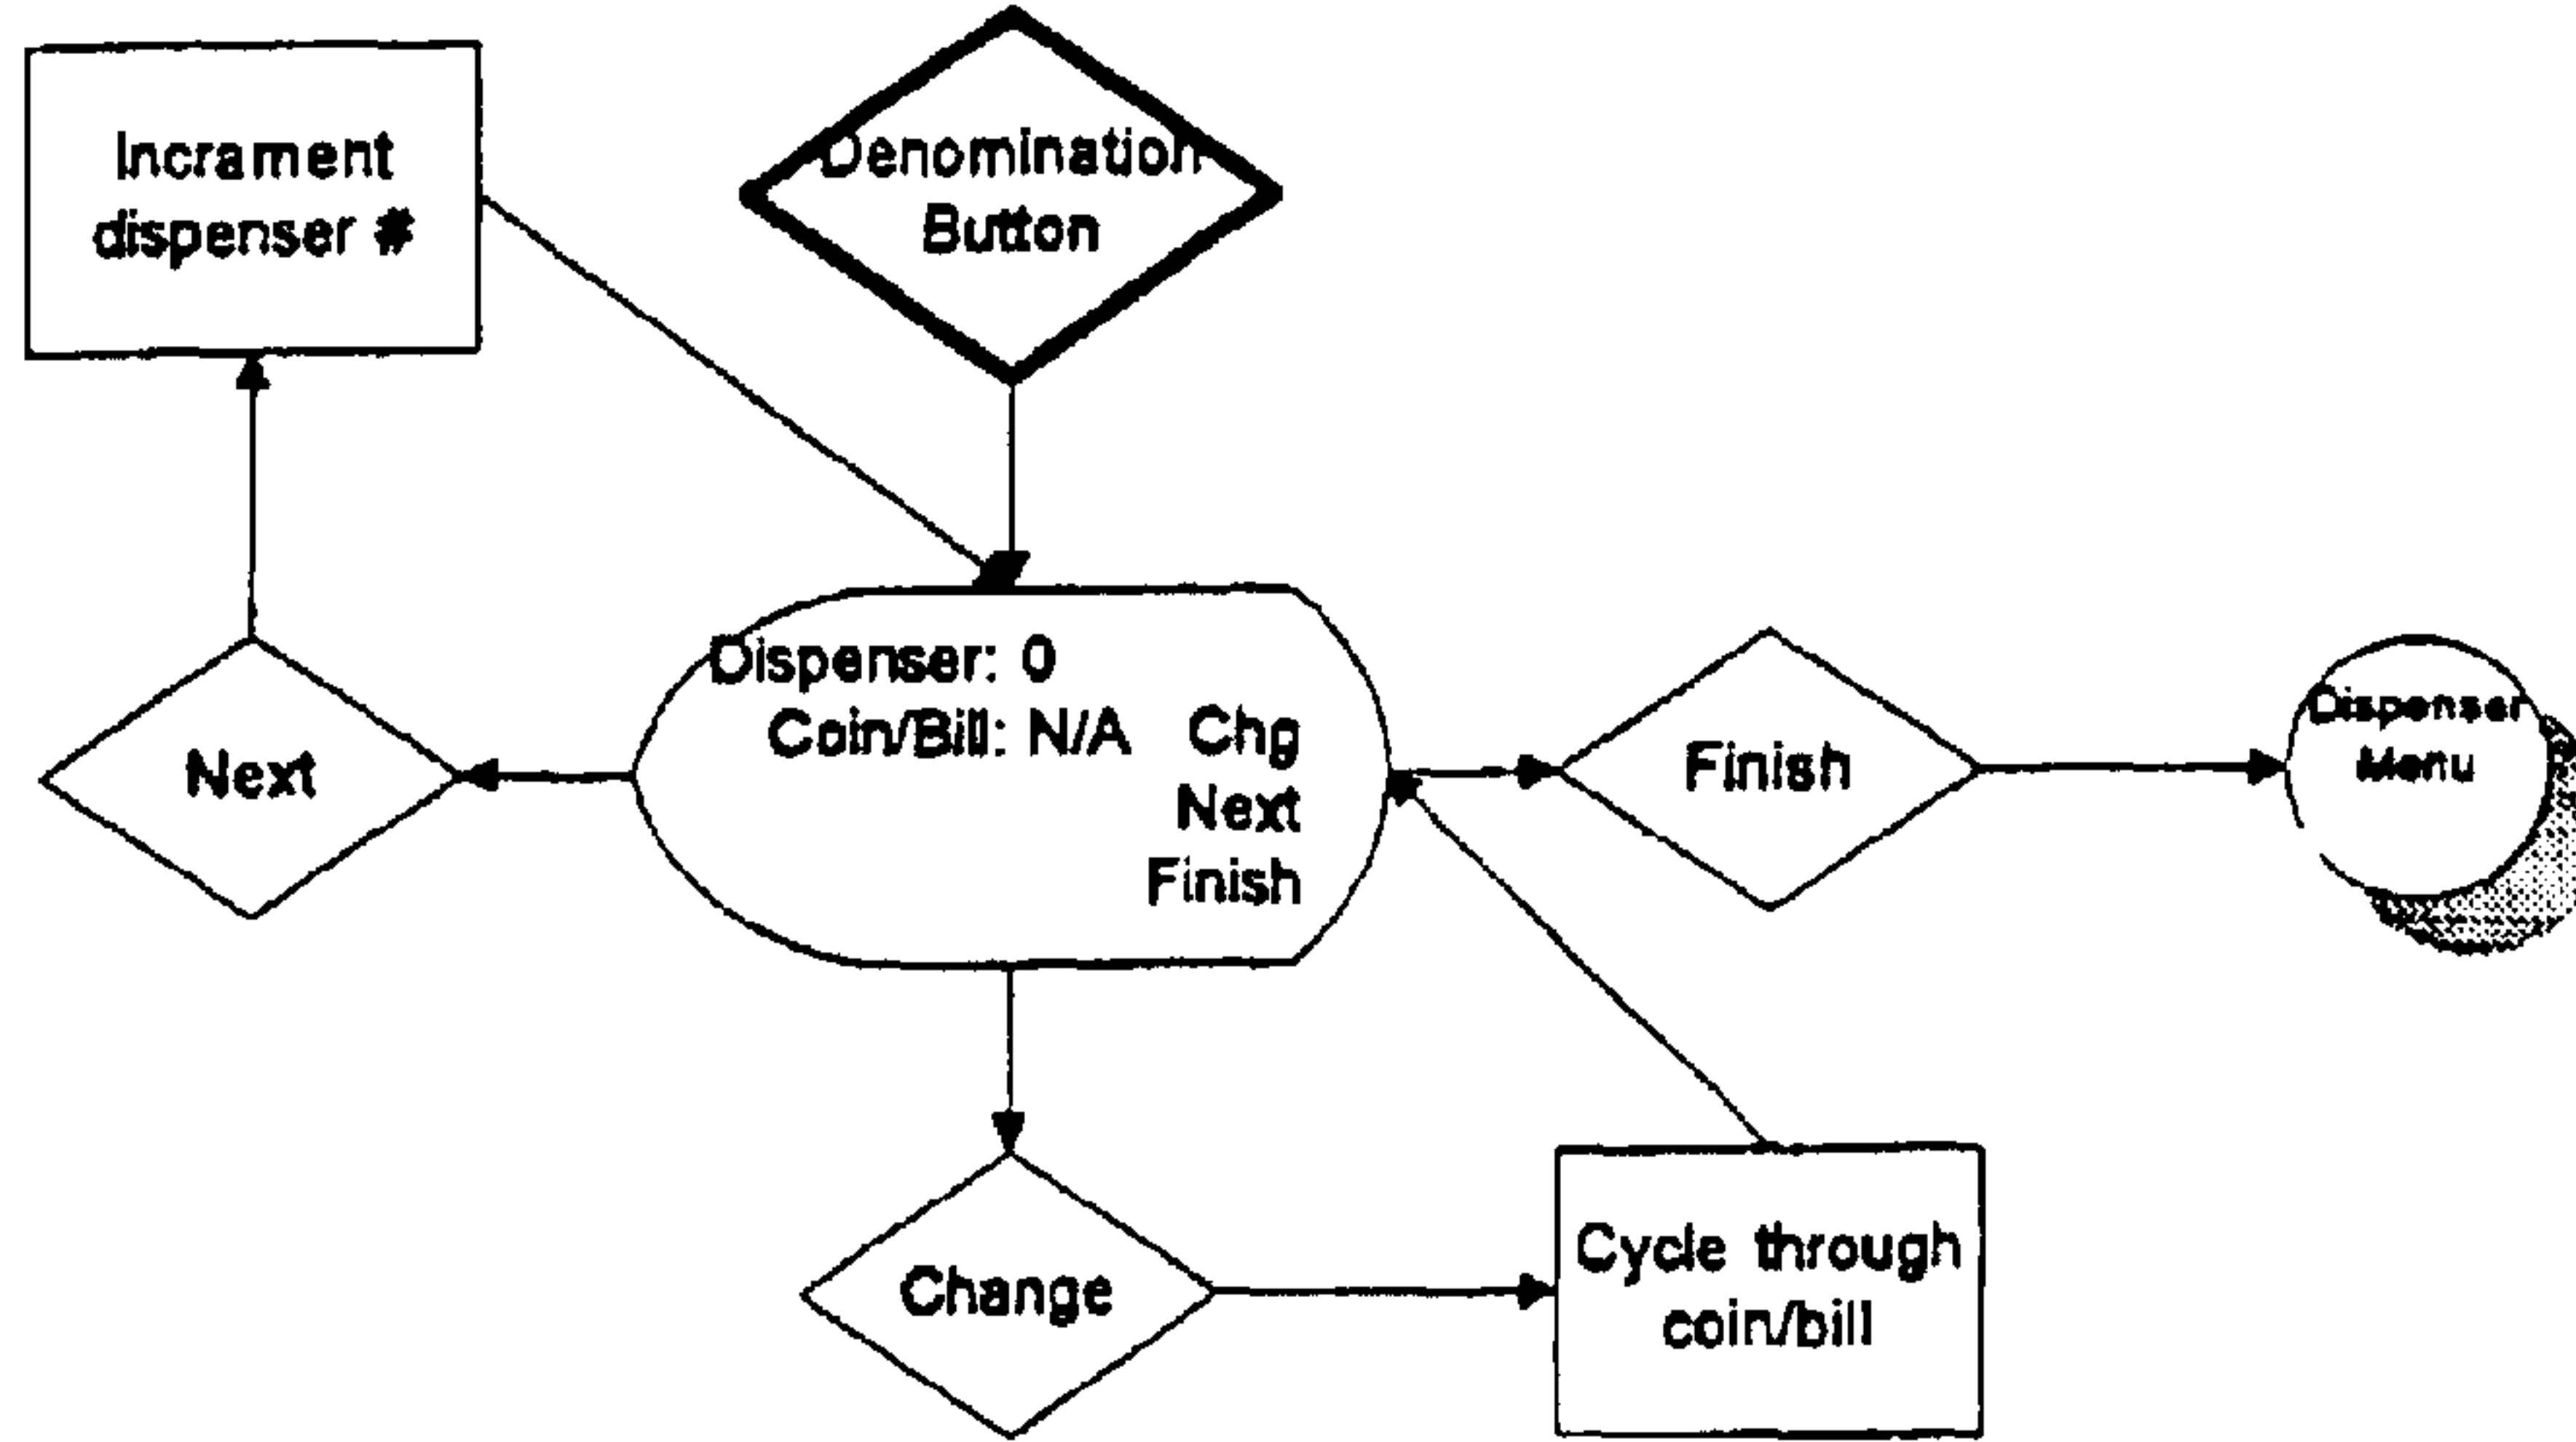 Incrament
dispenser #
Denomination
Button
Dispenser: 0
Coin/Bill: N/A Chg
Next
Finish
Next
Finish
Dispenser
Menu
Change
Cycle through
coin/bill